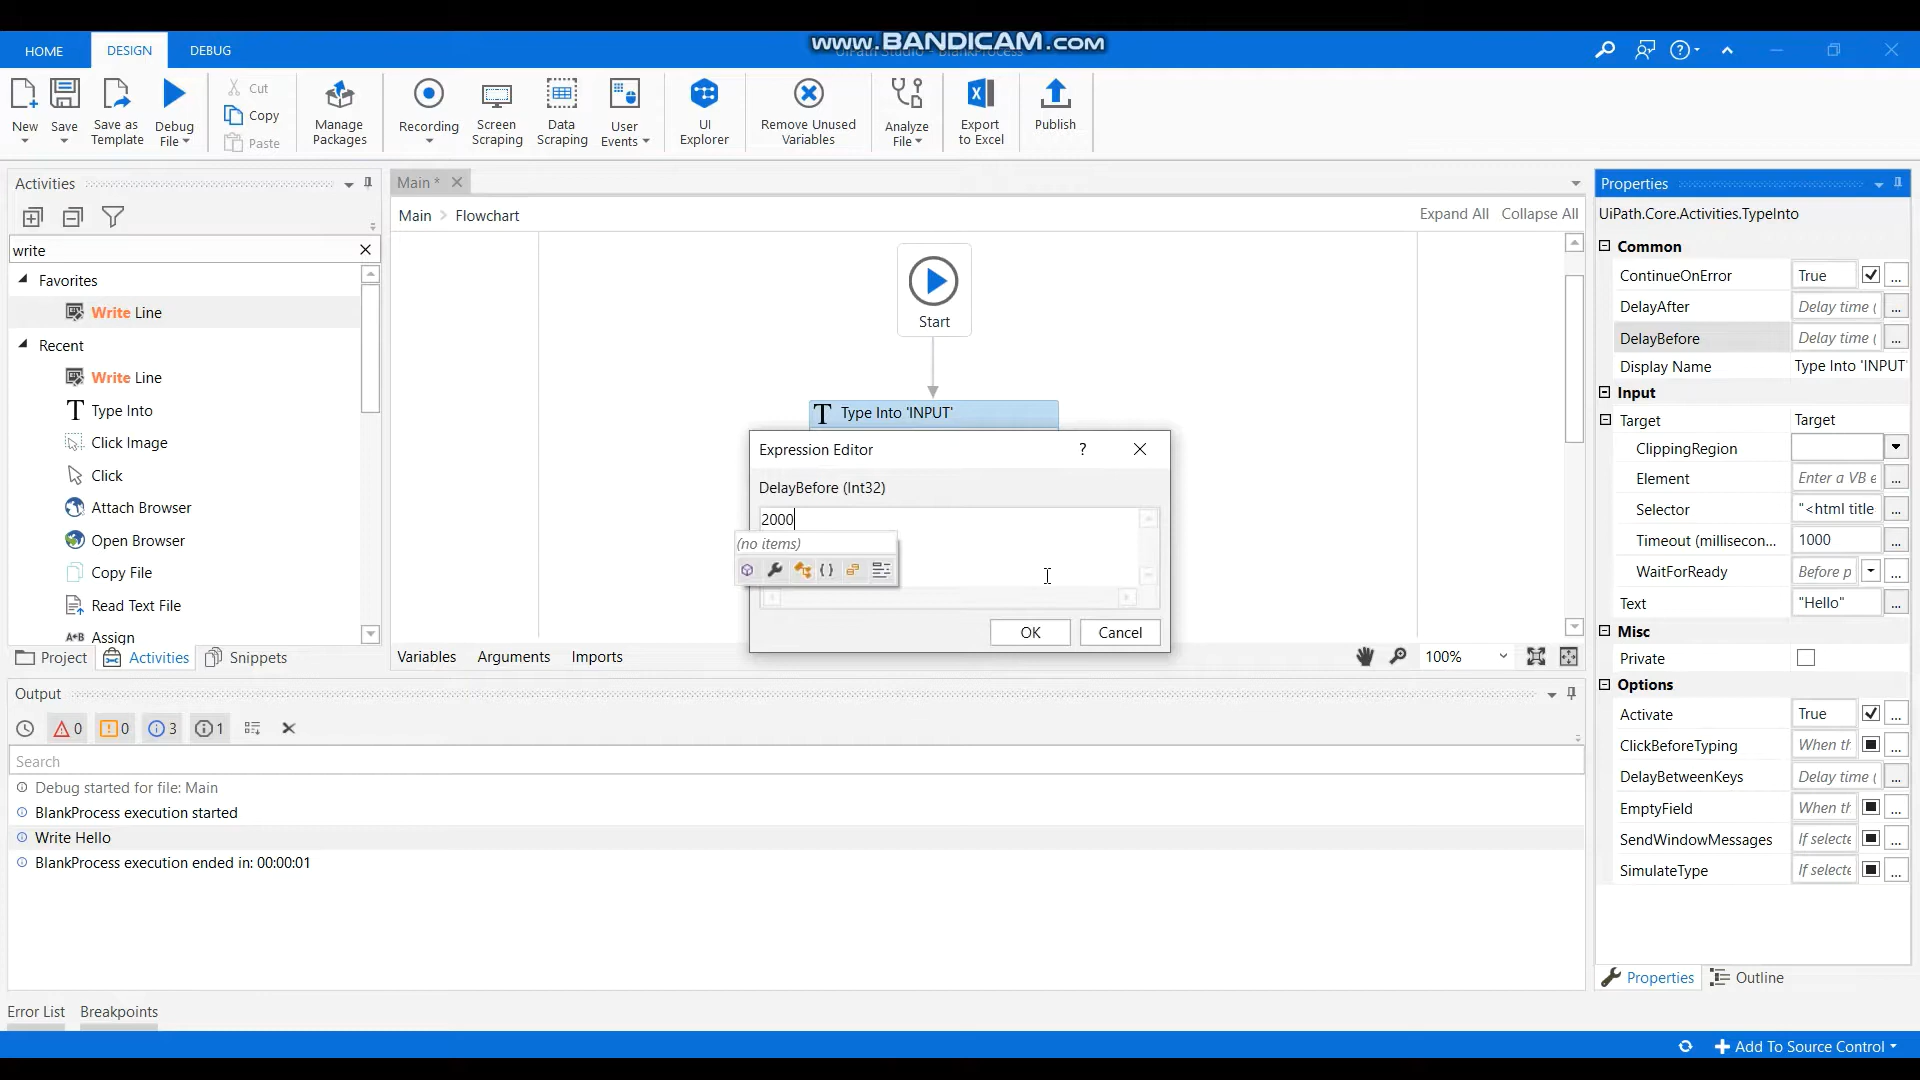 www.BANDICAM.com
HOME
DESIGN
DEBUG
New
Save
Save as
Template
Debug
File
Cut
Copy
Paste
Manage
Packages
Recording
Screen
Scraping
Data
Scraping
User
Events
UI
Explorer
Remove Unused
Variables
Analyze
File
Export
to Excel
Publish
Activities
write
Favorites
Write Line
Recent
Write Line
Type Into
Click Image
Click
Attach Browser
Open Browser
Copy File
Read Text File
A+B Assign
Project
Activities
Snippets
Main *
Main > Flowchart
Expand All
Collapse All
Start
Type Into 'INPUT'
Expression Editor
?
DelayBefore (Int32)
2000
(no items)
OK
Cancel
Variables
Arguments
Imports
100%
Output
0
0
3
1
Search
Debug started for file: Main
BlankProcess execution started
Write Hello
BlankProcess execution ended in: 00:00:01
Error List
Breakpoints
Properties
UiPath.Core.Activities.TypeInto
Common
ContinueOnError True ...
DelayAfter Delay time ( ...
DelayBefore Delay time ( ...
Display Name Type Into 'INPUT'
Input
Target Target
ClippingRegion
Element Enter a VB e ...
Selector "<html title ...
Timeout (millisecon... 1000 ...
WaitForReady Before p ...
Text "Hello" ...
Misc
Private
Options
Activate True ...
ClickBeforeTyping When th ...
DelayBetweenKeys Delay time ( ...
EmptyField When th ...
SendWindowMessages If selecte ...
SimulateType If selecte ...
Properties
Outline
Add To Source Control